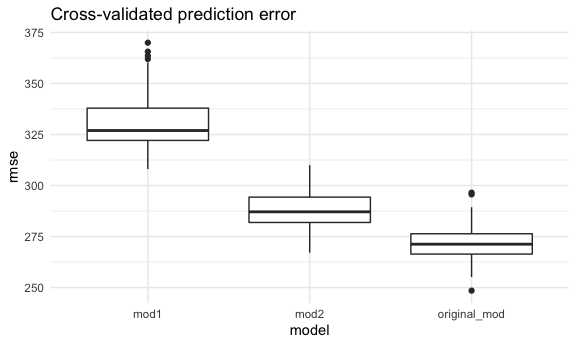 Cross-validated prediction error
375
350
325
300
275
250
rmse
mod1
mod2
original_mod
model